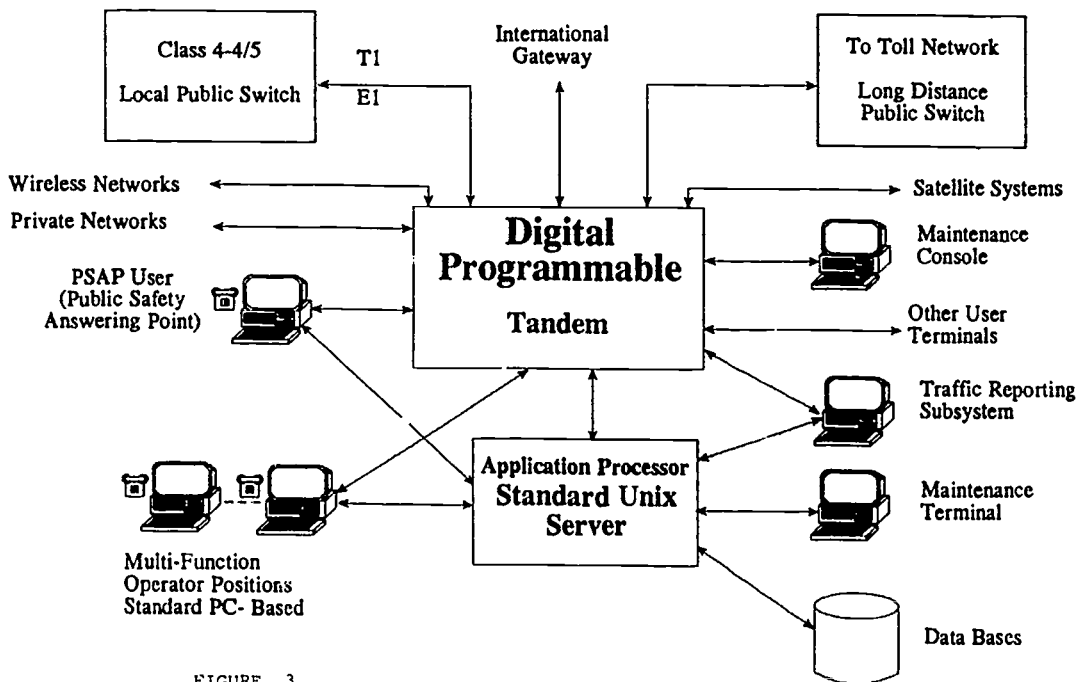 Class 4-4/5
Local Public Switch
T1
E1
International
Gateway
To Toll Network
Long Distance
Public Switch
Wireless Networks
Private Networks
Satellite Systems
Digital
Programmable
Tandem
Maintenance
Console
PSAP User
(Public Safety
Answering Point)
Other User
Terminals
Traffic Reporting
Subsystem
Application Processor
Standard Unix
Server
Maintenance
Terminal
Multi-Function
Operator Positions
Standard PC- Based
Data Bases
FIGURE 3